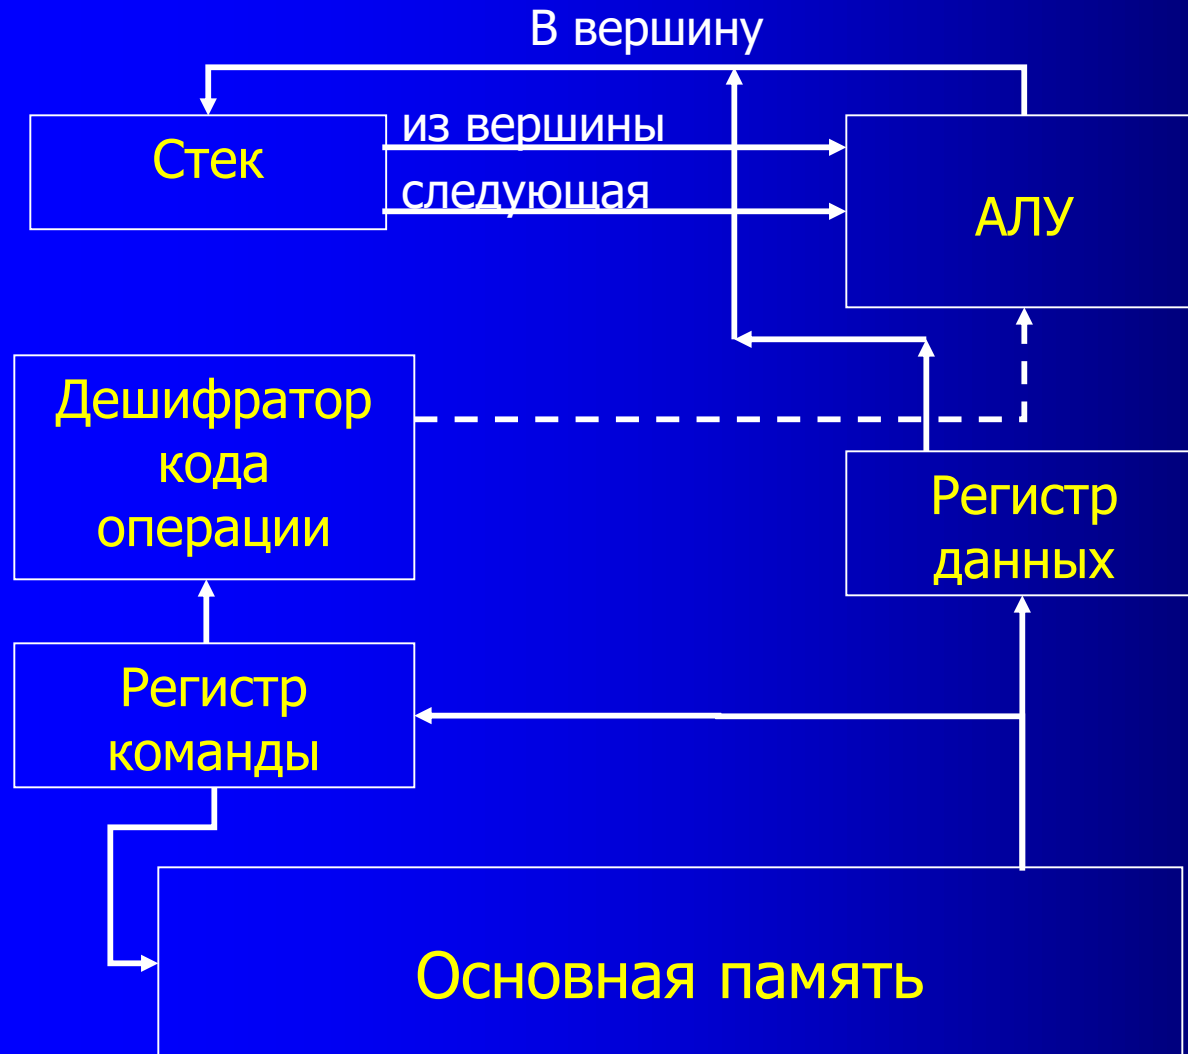 В вершину
из вершины
Стек
следующая
АЛУ
Дешифратор
кода
операции
Регистр
данных
Регистр
команды
Основная память